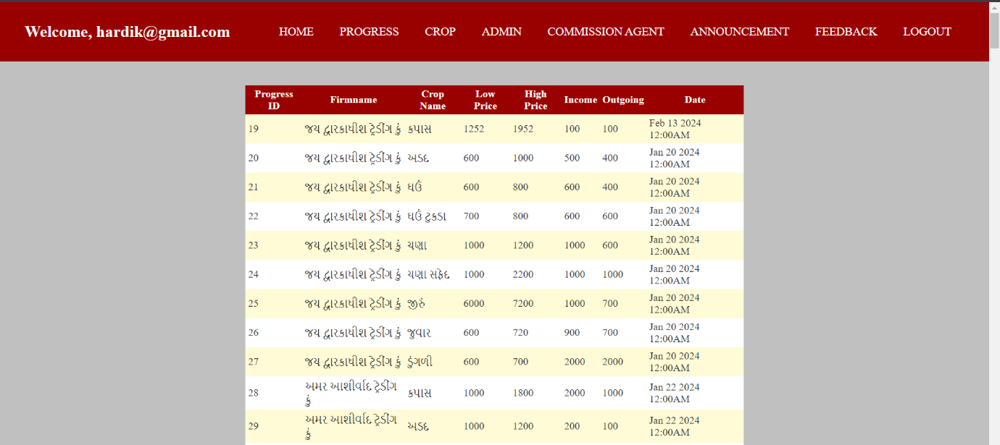 Welcome, hardik@gmail.com HOME PROGRESS CROP ADMIN COMMISSION AGENT ANNOUNCEMENT FEEDBACK LOGOUT
Progress ID Firmname Crop Name Low Price High Price Income Outgoing Date
19 જય દ્વારકાધીશ ટ્રેડીંગ કું કપાસ 1252 1952 100 100 Feb 13 2024 12:00AM
20 જય દ્વારકાધીશ ટ્રેડીંગ કું અડદ 600 1000 500 400 Jan 20 2024 12:00AM
21 જય દ્વારકાધીશ ટ્રેડીંગ કું ઘઉં 600 800 600 400 Jan 20 2024 12:00AM
22 જય દ્વારકાધીશ ટ્રેડીંગ કું ઘઉં ટુકડા 700 800 600 600 Jan 20 2024 12:00AM
23 જય દ્વારકાધીશ ટ્રેડીંગ કું ચણા 1000 1200 1000 600 Jan 20 2024 12:00AM
24 જય દ્વારકાધીશ ટ્રેડીંગ કું ચણા સફેદ 1000 2200 1000 1000 Jan 20 2024 12:00AM
25 જય દ્વારકાધીશ ટ્રેડીંગ કું જીરું 6000 7200 1000 700 Jan 20 2024 12:00AM
26 જય દ્વારકાધીશ ટ્રેડીંગ કું જુવાર 600 720 900 700 Jan 20 2024 12:00AM
27 જય દ્વારકાધીશ ટ્રેડીંગ કું ડુંગળી 600 700 2000 2000 Jan 20 2024 12:00AM
28 અમર આશીર્વાદ ટ્રેડીંગ કું કપાસ 1000 1800 2000 1000 Jan 22 2024 12:00AM
29 અમર આશીર્વાદ ટ્રેડીંગ કું અડદ 1000 1200 200 100 Jan 22 2024 12:00AM